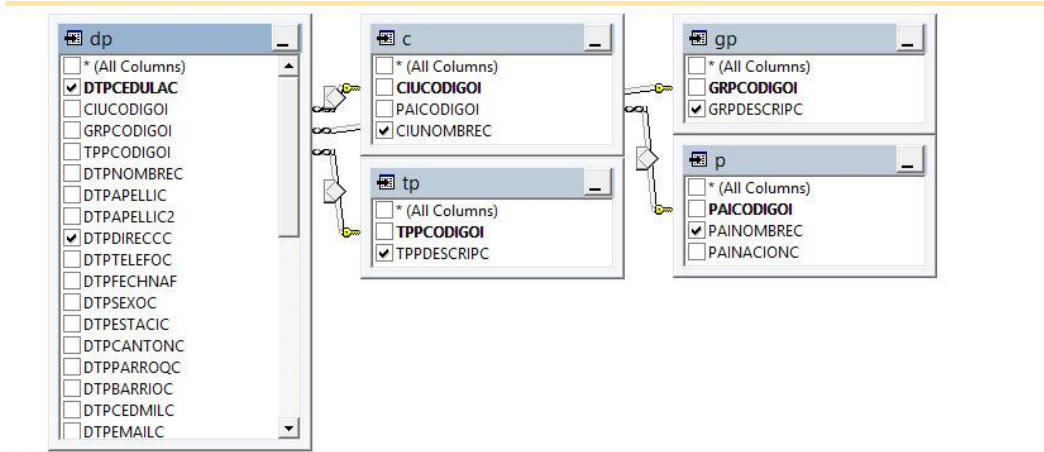 dp
* (All Columns)
DTPCEDULAC
CIUCODIGOI
GRPCODIGOI
TPPCODIGOI
DTPNOMBREC
DTPAPELLIC
DTPAPELLIC2
DTPDIRECCC
DTPTELEFOC
DTPFECHNAF
DTPSEXOC
DTPESTACIC
DTPCANTONC
DTPPARROQC
DTPBARRIOC
DTPCEDMILC
DTPEMAILC
c
* (All Columns)
CIUCODIGOI
PAICODIGOI
CIUNOMBREC
tp
* (All Columns)
TPPCODIGOI
TPPDESCRIPC
gp
* (All Columns)
GRPCODIGOI
GRPDESCRIPC
p
* (All Columns)
PAICODIGOI
PAINOMBREC
PAINACIONC